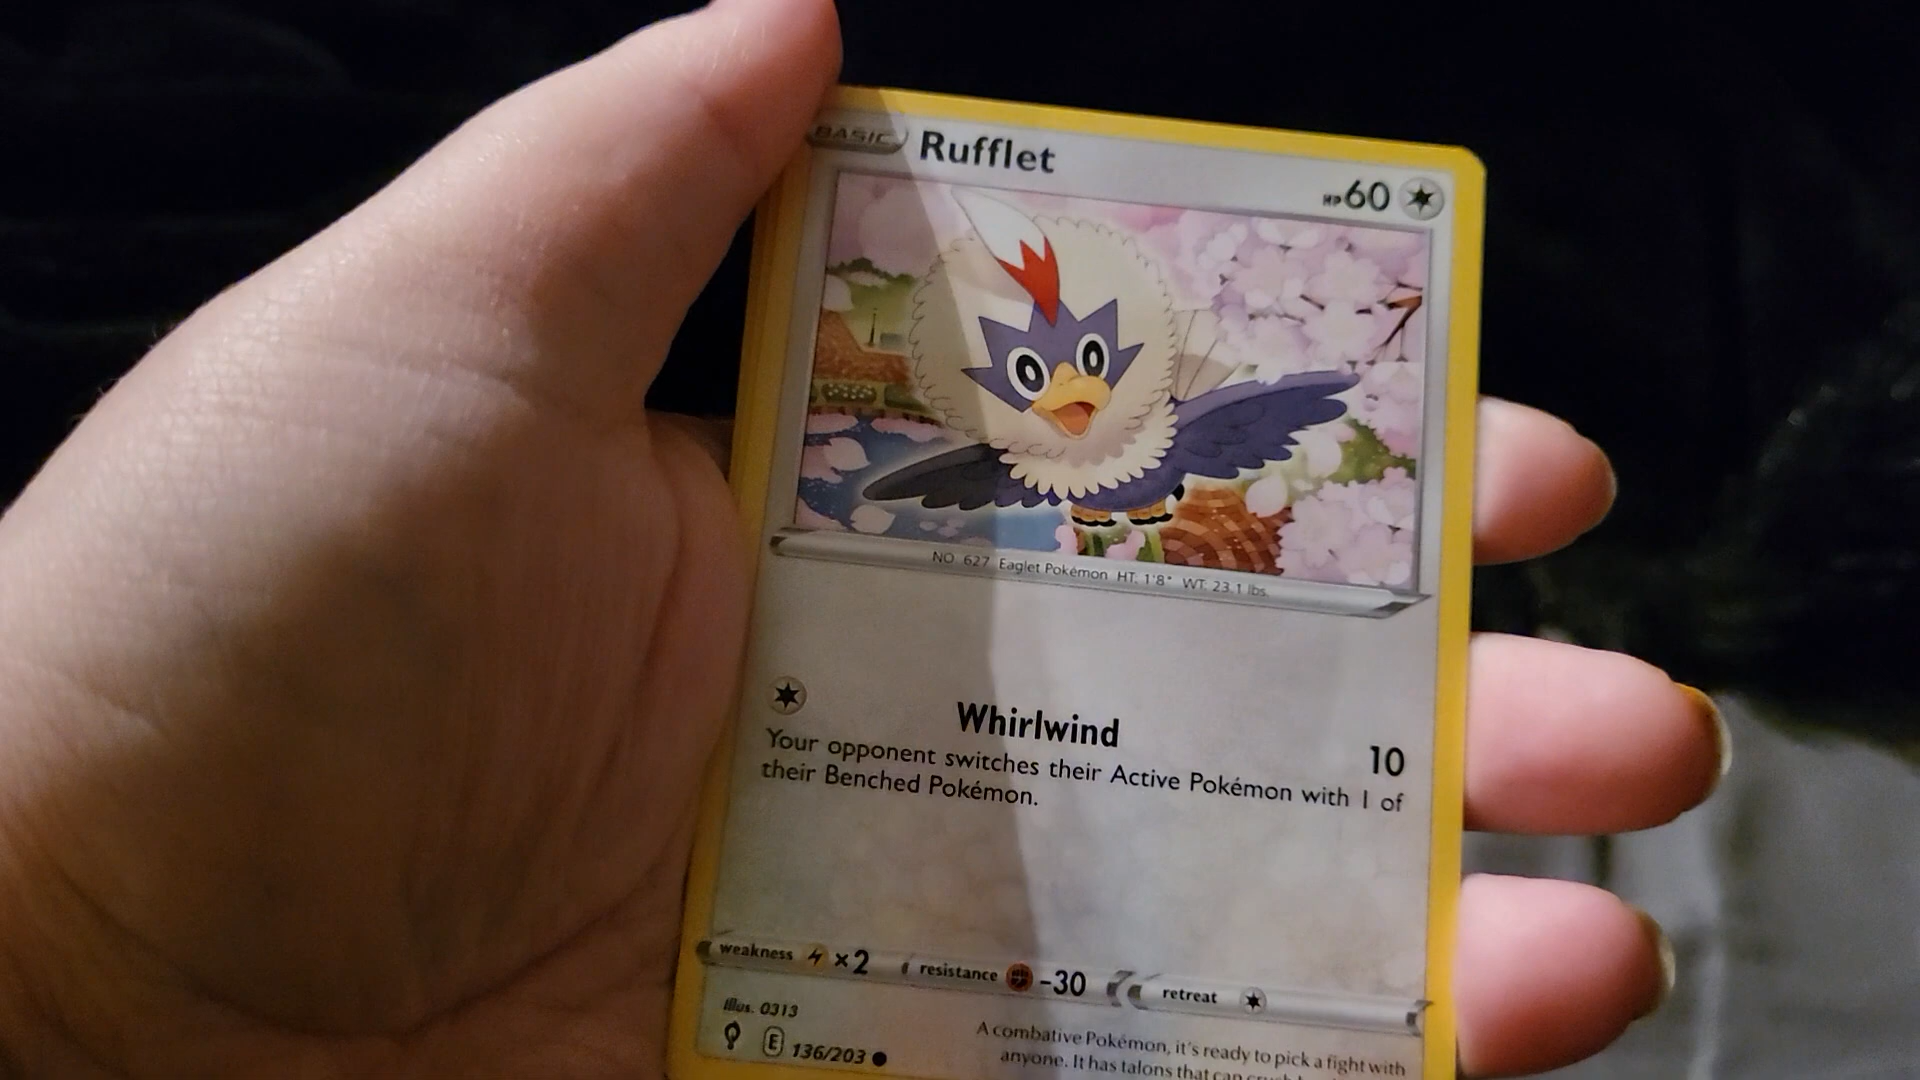 BASIC Rufflet HP60
NO. 627 Eaglet Pokémon HT: 1'8" WT: 23.1 lbs.
Whirlwind 10
Your opponent switches their Active Pokémon with 1 of
their Benched Pokémon.
weakness ×2 resistance -30 retreat
Illus. 0313
E 136/203
A combative Pokémon, it's ready to pick a fight with
anyone. It has talons that can